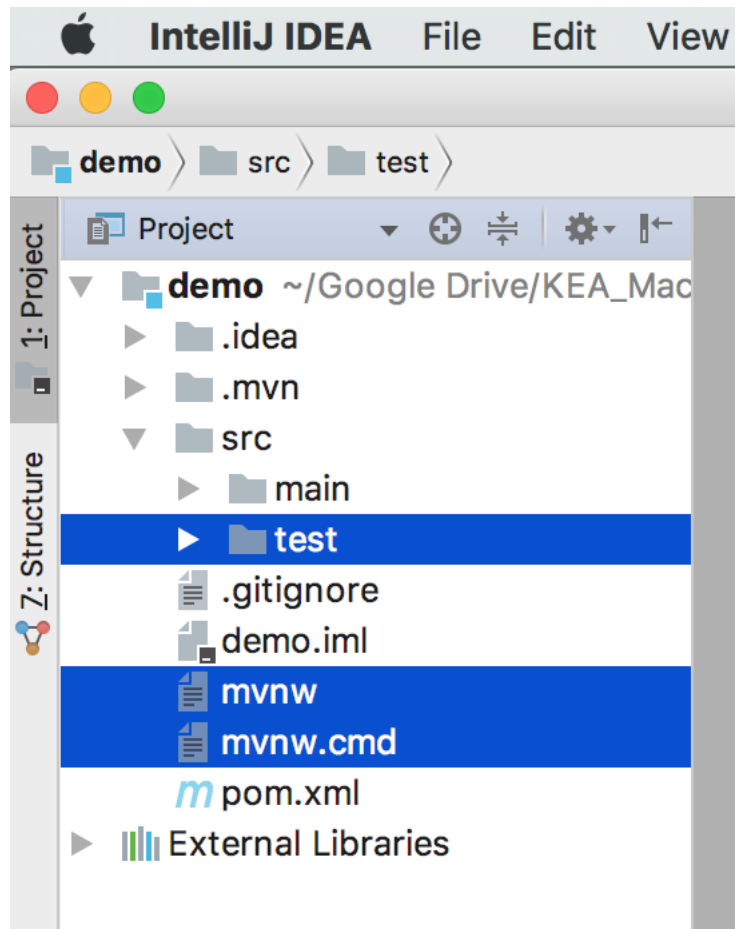 IntelliJ IDEA File Edit View
demo src test
Project
1: Project
7: Structure
demo ~/Google Drive/KEA_Mac
.idea
.mvn
src
main
test
.gitignore
demo.iml
mvnw
mvnw.cmd
m pom.xml
External Libraries